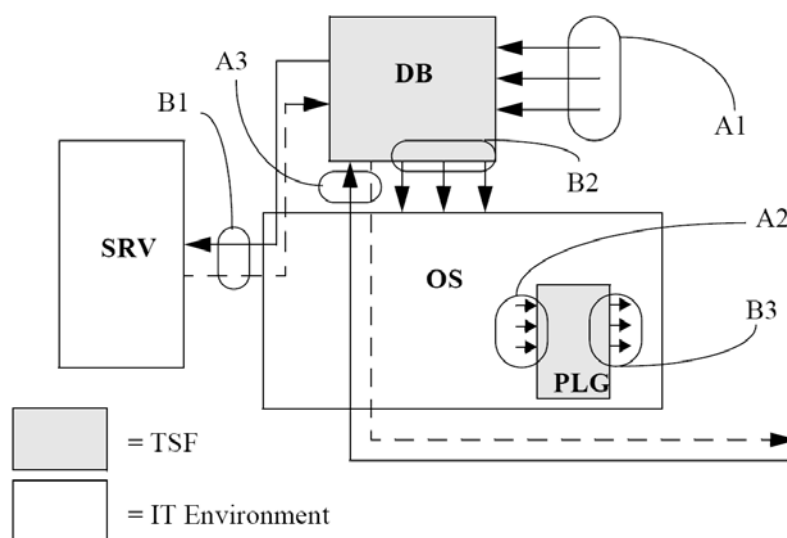 A3
DB
B1
A1
B2
SRV
A2
OS
B3
PLG
= TSF
= IT Environment